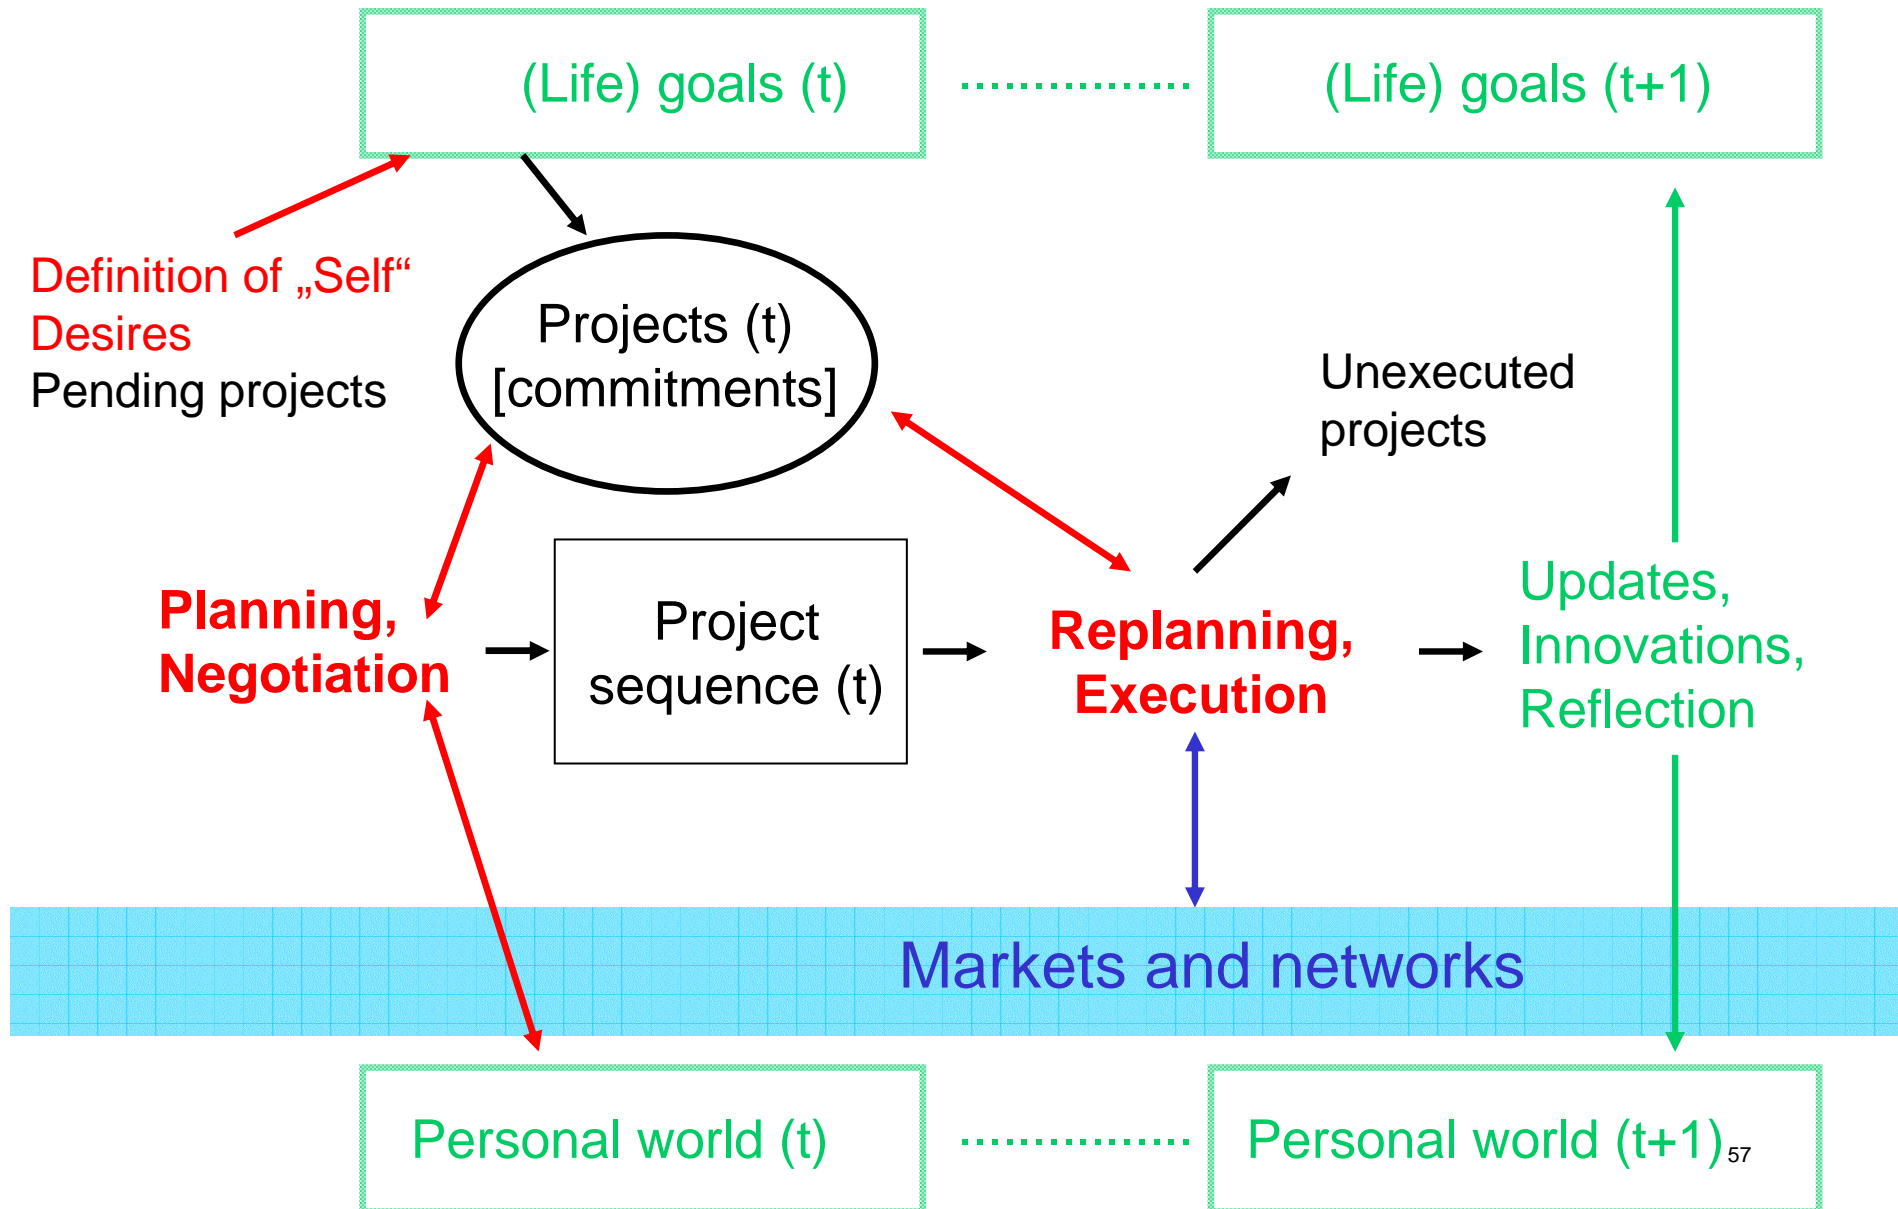 (Life) goals (t)
(Life) goals (t+1)
Definition of „Self“
Desires
Pending projects
Projects (t)
[commitments]
Unexecuted
projects
Planning,
Negotiation
Project
sequence (t)
Replanning,
Execution
Updates,
Innovations,
Reflection
Markets and networks
Personal world (t)
Personal world (t+1)
57